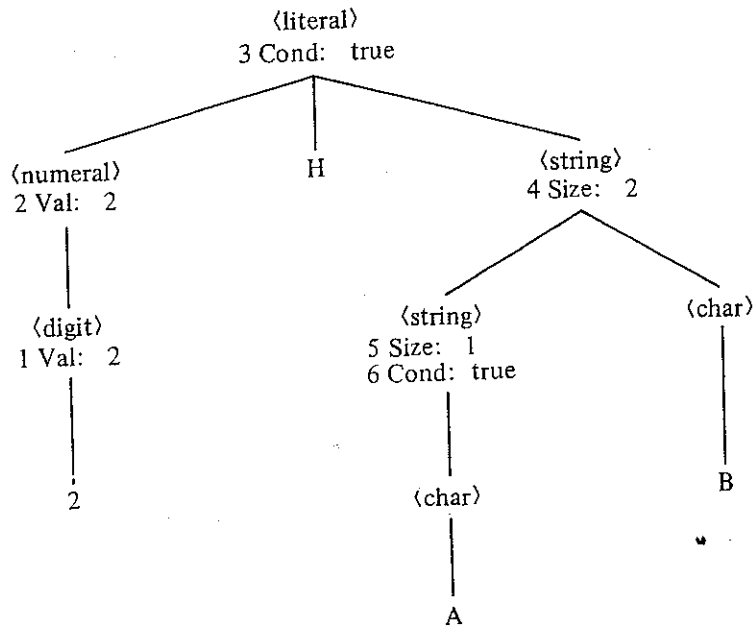 ⟨literal⟩
3 Cond: true
⟨numeral⟩
2 Val: 2
H
⟨string⟩
4 Size: 2
⟨digit⟩
1 Val: 2
⟨string⟩
5 Size: 1
6 Cond: true
⟨char⟩
2
⟨char⟩
B
A